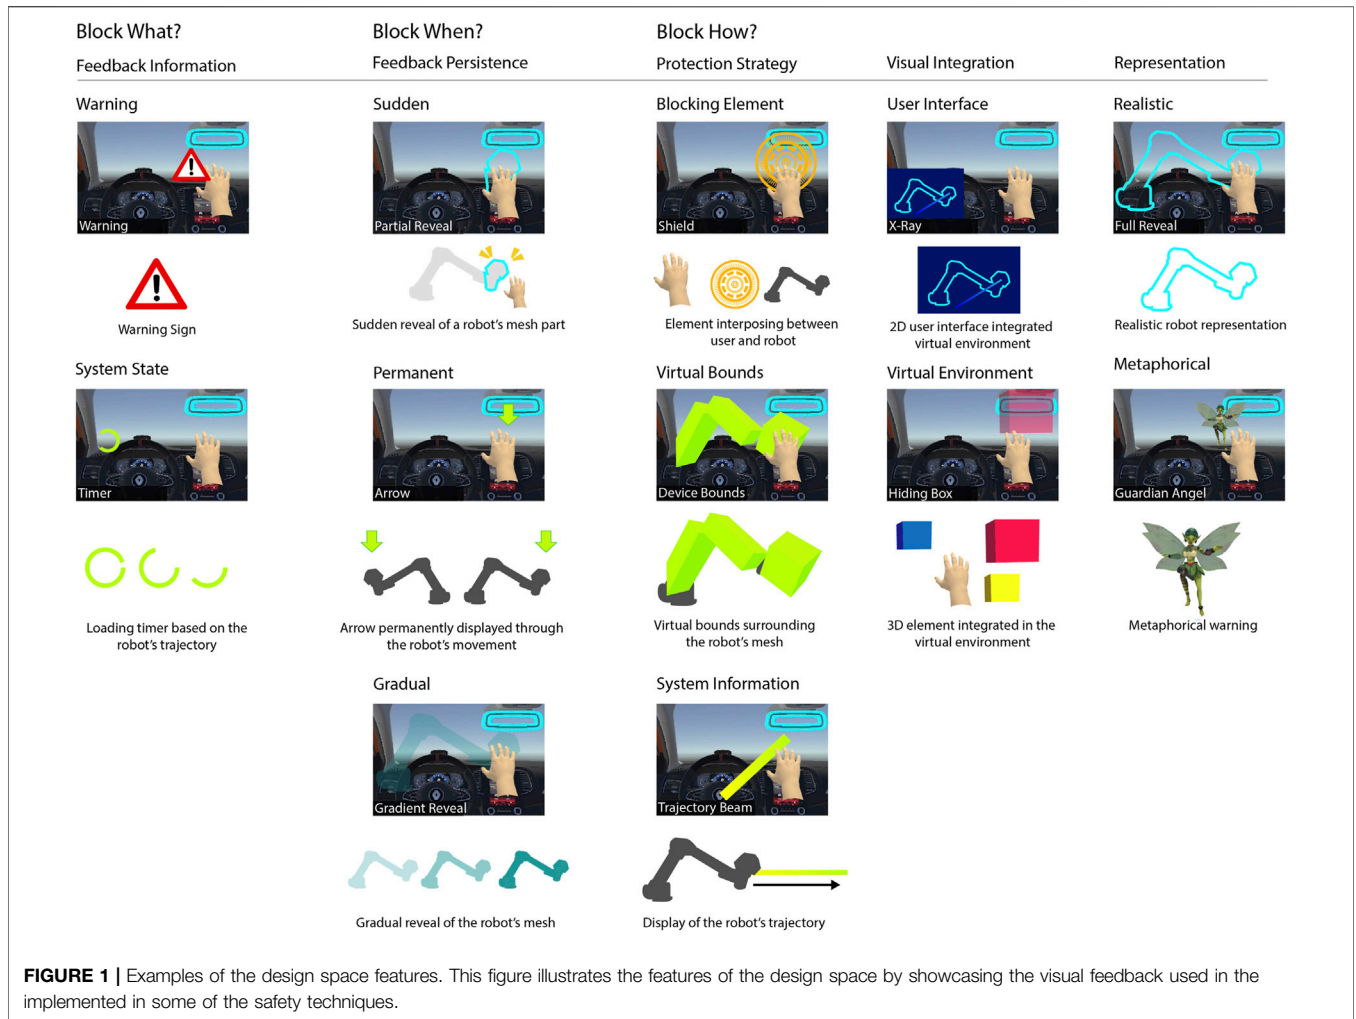 Block What?
Block When?
Block How?
Feedback Information
Feedback Persistence
Protection Strategy
Visual Integration
Representation
Warning
Sudden
Blocking Element
User Interface
Realistic
Warning
Partial Reveal
Shield
X-Ray
Full Reveal
Warning Sign
Sudden reveal of a robot's mesh part
Element interposing between
user and robot
2D user interface integrated
virtual environment
Realistic robot representation
System State
Permanent
Virtual Bounds
Virtual Environment
Metaphorical
Timer
Arrow
Device Bounds
Hiding Box
Guardian Angel
Loading timer based on the
robot's trajectory
Arrow permanently displayed through
the robot's movement
Virtual bounds surrounding
the robot's mesh
3D element integrated in the
virtual environment
Metaphorical warning
Gradual
System Information
Gradient Reveal
Trajectory Beam
Gradual reveal of the robot's mesh
Display of the robot's trajectory
FIGURE 1 | Examples of the design space features. This figure illustrates the features of the design space by showcasing the visual feedback used in the
implemented in some of the safety techniques.